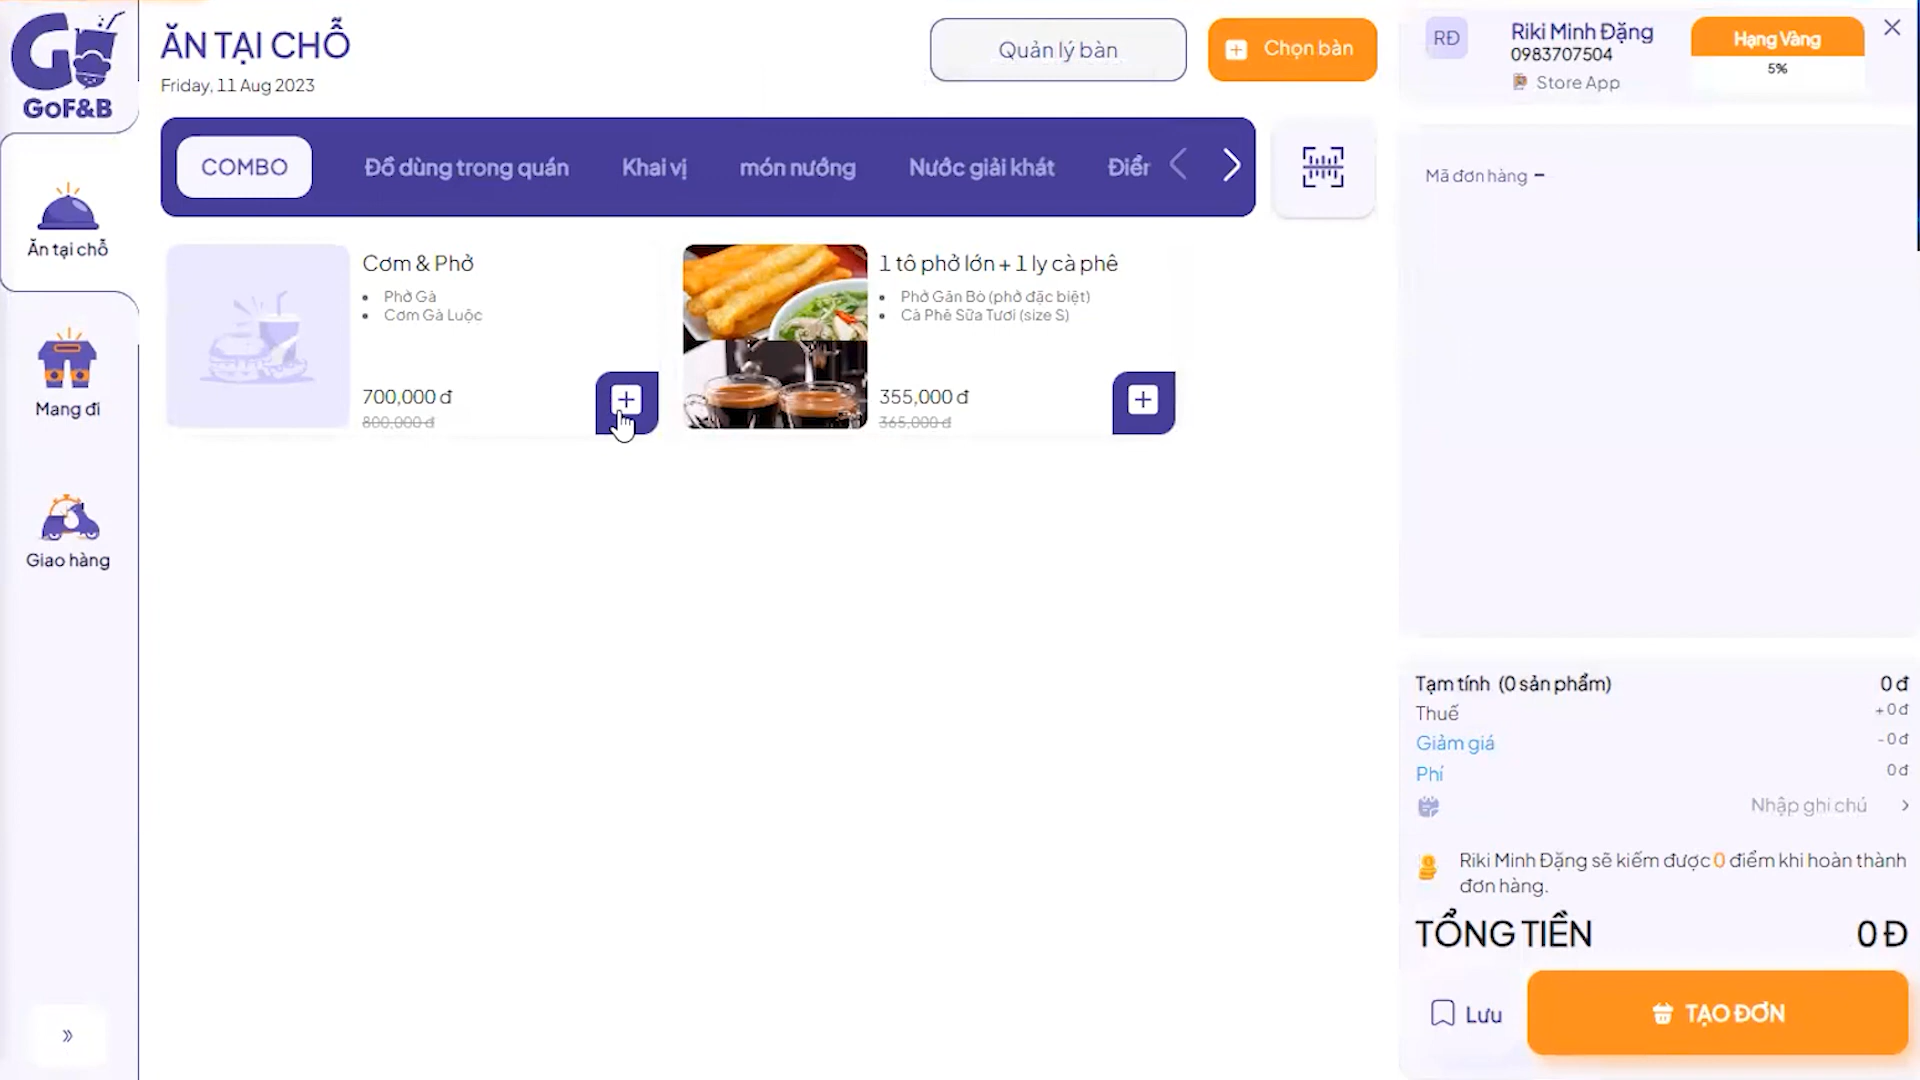 GOF&B
ĂN TẠI CHỖ
Friday, 11 Aug 2023
Quản lý bàn
Chọn bàn
COMBO
Đồ dùng trong quán
Khai vị
món nướng
Nước giải khát
Điểr
Ăn tại chỗ
Mang đi
Giao hàng
»
Cơm & Phở
• Phở Gà
• Cơm Gà Luộc
700,000 đ
800,000 đ
1 tô phở lớn + 1 ly cà phê
• Phở Gân Bò (phở đặc biệt)
• Cà Phê Sữa Tươi (size S)
355,000 đ
365,000 đ
RĐ
Riki Minh Đặng
0983707504
Store App
Hạng Vàng
5%
Mã đơn hàng –
Tạm tính (0 sản phẩm) 0 đ
Thuế + 0 đ
Giảm giá - 0 đ
Phí 0 đ
Nhập ghi chú
Riki Minh Đặng sẽ kiếm được 0 điểm khi hoàn thành
đơn hàng.
TỔNG TIỀN 0 Đ
Lưu
TẠO ĐƠN